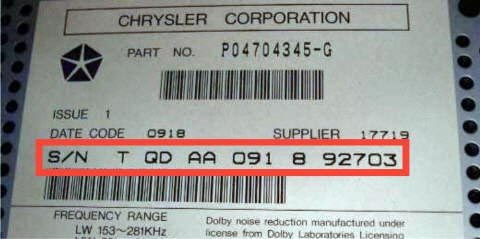 CHRYSLER CORPORATION
PART NO. P04704345-G
ISSUE 1
DATE CODE 0918 SUPPLIER 17719
S/N T QD AA 091 8 92703
FREQUENCY RANGE
LW 153~281KHz
Dolby noise reduction manufactured under
license from Dolby Laboratories Licensing